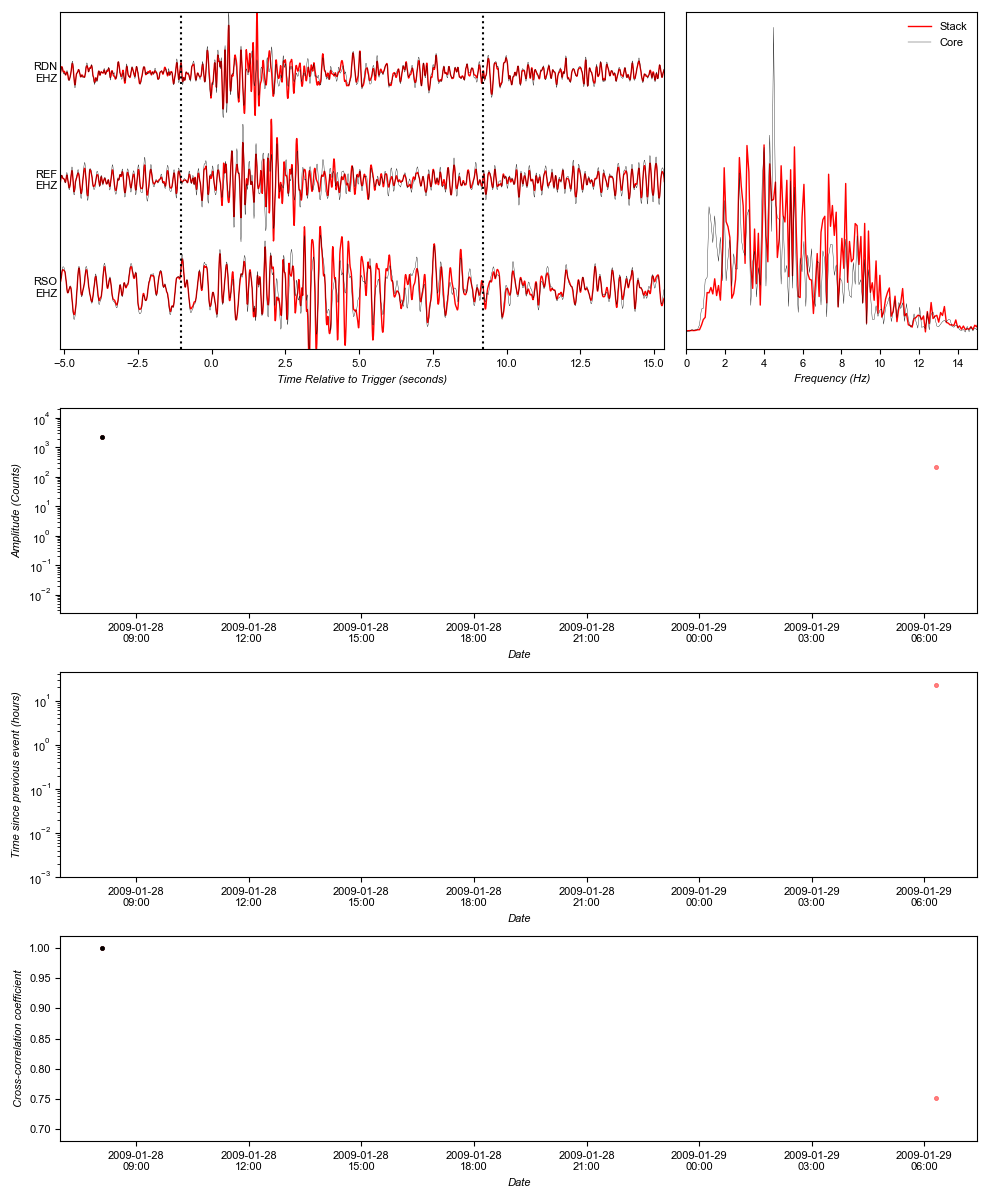 RDN
EHZ
REF
EHZ
RSO
EHZ
−5.0 −2.5 0.0 2.5 5.0 7.5 10.0 12.5 15.0
Time Relative to Trigger (seconds)
Stack
Core
0 2 4 6 8 10 12 14
Frequency (Hz)
10⁴
10³
10²
10¹
10⁰
10⁻¹
10⁻²
Amplitude (Counts)
2009-01-28 2009-01-28 2009-01-28 2009-01-28 2009-01-28 2009-01-29 2009-01-29 2009-01-29
09:00 12:00 15:00 18:00 21:00 00:00 03:00 06:00
Date
10¹
10⁰
10⁻¹
10⁻²
10⁻³
Time since previous event (hours)
2009-01-28 2009-01-28 2009-01-28 2009-01-28 2009-01-28 2009-01-29 2009-01-29 2009-01-29
09:00 12:00 15:00 18:00 21:00 00:00 03:00 06:00
Date
1.00
0.95
0.90
0.85
0.80
0.75
0.70
Cross-correlation coefficient
2009-01-28 2009-01-28 2009-01-28 2009-01-28 2009-01-28 2009-01-29 2009-01-29 2009-01-29
09:00 12:00 15:00 18:00 21:00 00:00 03:00 06:00
Date